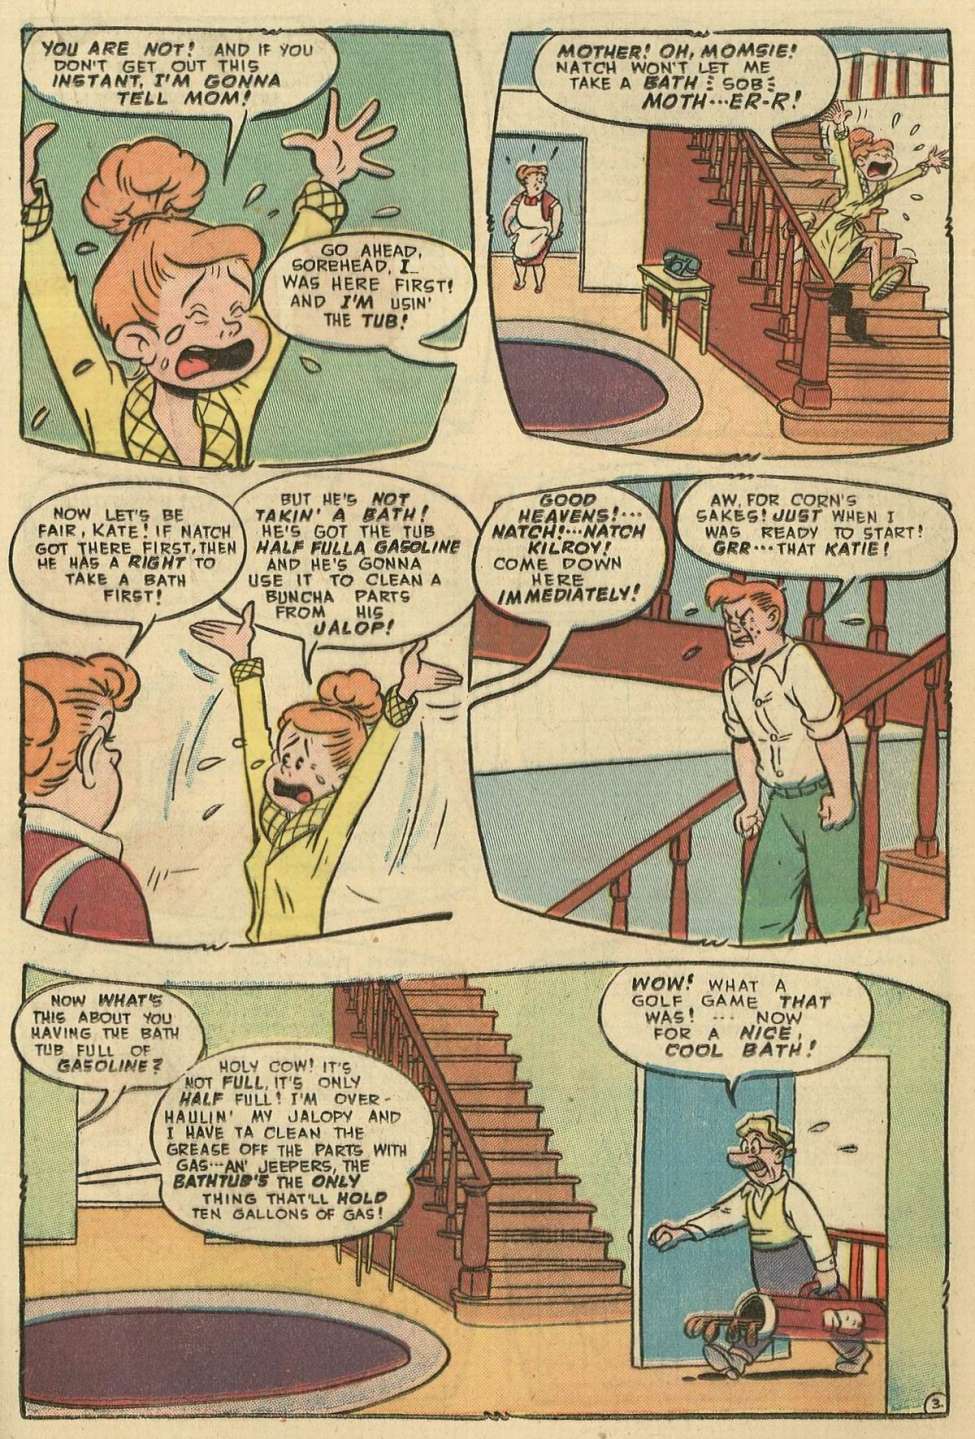 YOU ARE NOT! AND IF YOU
DON'T GET OUT THIS
INSTANT, I'M GONNA
TELL MOM!
GO AHEAD,
SOREHEAD, I
WAS HERE FIRST!
AND I'M USIN'
THE TUB!
MOTHER! OH, MOMSIE!
NATCH WON'T LET ME
TAKE A BATH : SOB :
MOTH---ER-R!
NOW LET'S BE
FAIR, KATE! IF NATCH
GOT THERE FIRST, THEN
HE HAS A RIGHT TO
TAKE A BATH
FIRST!
BUT HE'S NOT
TAKIN' A BATH!
HE'S GOT THE TUB
HALF FULLA GASOLINE
AND HE'S GONNA
USE IT TO CLEAN A
BUNCHA PARTS
FROM HIS
JALOP!
GOOD
HEAVENS!---
NATCH!---NATCH
KILROY!
COME DOWN
HERE
IMMEDIATELY!
AW, FOR CORN'S
SAKES! JUST WHEN I
WAS READY TO START!
GRR---THAT KATIE!
NOW WHAT'S
THIS ABOUT YOU
HAVING THE BATH
TUB FULL OF
GASOLINE?
HOLY COW! IT'S
NOT FULL, IT'S ONLY
HALF FULL! I'M OVER-
HAULIN' MY JALOPY AND
I HAVE TA CLEAN THE
GREASE OFF THE PARTS WITH
GAS---AN' JEEPERS, THE
BATHTUB'S THE ONLY
THING THAT'LL HOLD
TEN GALLONS OF GAS!
WOW! WHAT A
GOLF GAME THAT
WAS! --- NOW
FOR A NICE,
COOL BATH!
3.